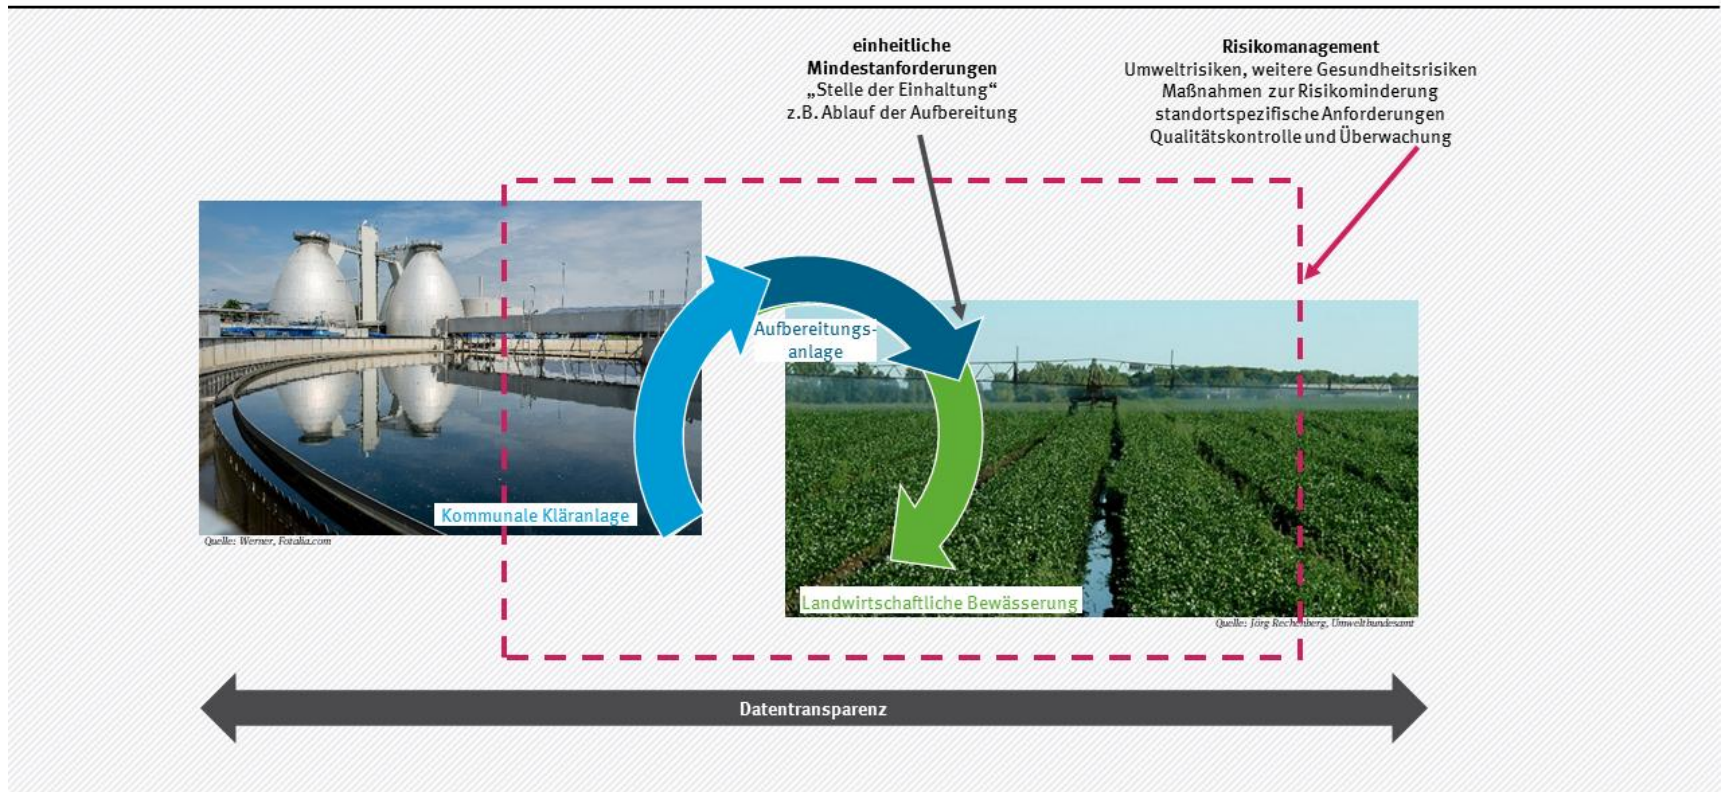 einheitliche
Mindestanforderungen
„Stelle der Einhaltung“
z.B. Ablauf der Aufbereitung
Risikomanagement
Umweltrisiken, weitere Gesundheitsrisiken
Maßnahmen zur Risikominderung
standortspezifische Anforderungen
Qualitätskontrolle und Überwachung
Aufbereitungs-
anlage
Kommunale Kläranlage
Quelle: Werner, Fotalia.com
Landwirtschaftliche Bewässerung
Quelle: Jörg Rechenberg, Umweltbundesamt
Datentransparenz